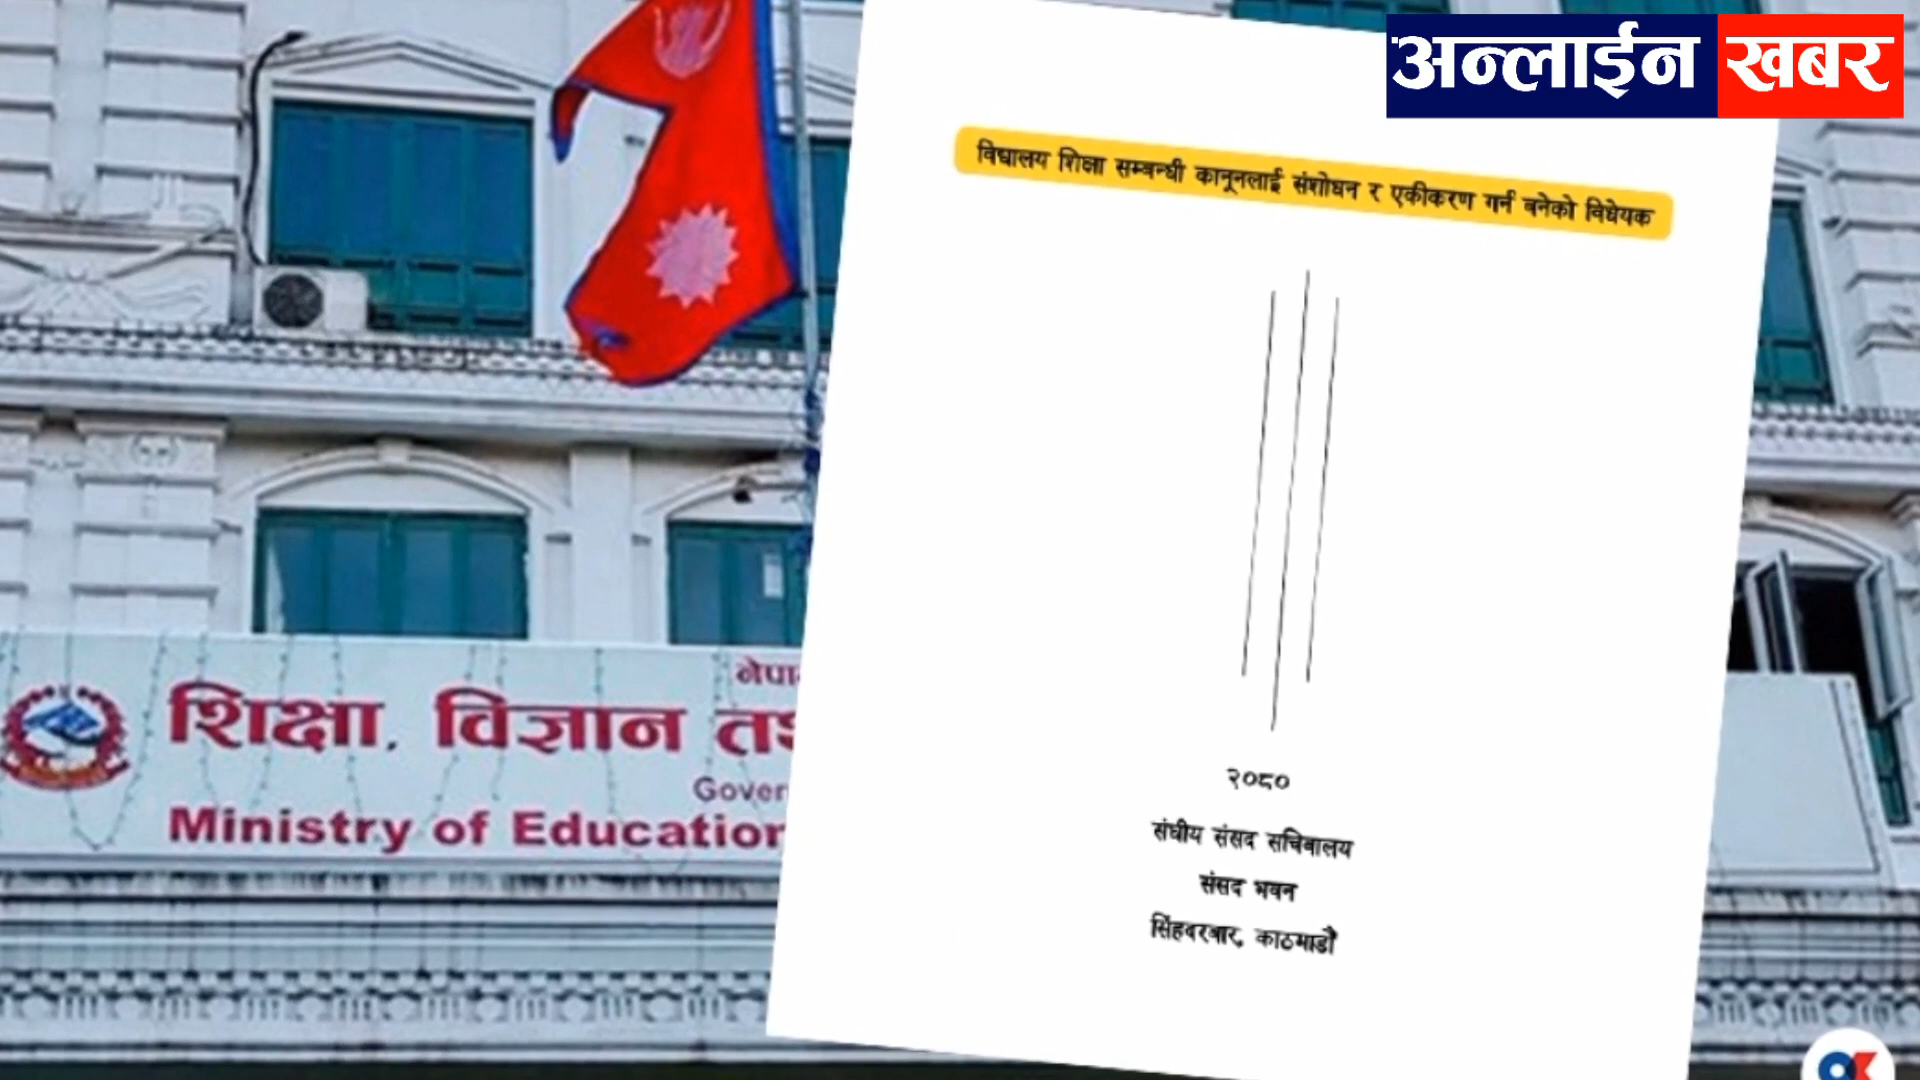 अनलाईन खबर
विद्यालय शिक्षा सम्बन्धी कानूनलाई संशोधन र एकीकरण गर्न बनेको विधेयक
२०८०
संघीय संसद सचिवालय
संसद भवन
सिंहदरबार, काठमाडौं
नेपा
शिक्षा, विज्ञान
Gover
Ministry of Education